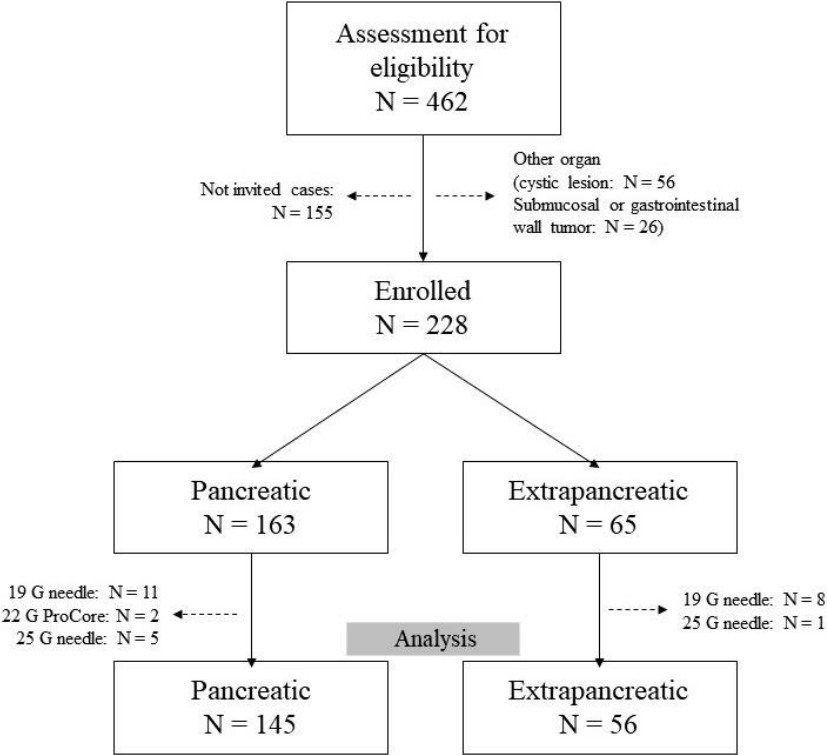 Assessment for
eligibility
N = 462
Not invited cases:
N = 155
Other organ
(cystic lesion: N = 56
Submucosal or gastrointestinal
wall tumor: N = 26)
Enrolled
N = 228
Pancreatic
N = 163
Extrapancreatic
N = 65
19 G needle: N = 11
22 G ProCore: N = 2
25 G needle: N = 5
19 G needle: N = 8
25 G needle: N = 1
Analysis
Pancreatic
N = 145
Extrapancreatic
N = 56